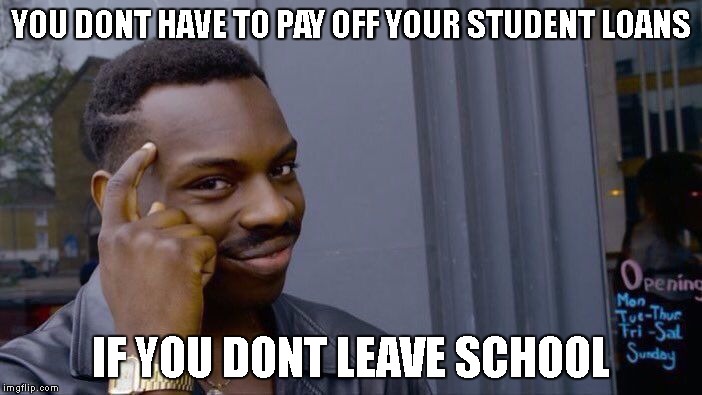 YOU DONT HAVE TO PAY OFF YOUR STUDENT LOANS
Opening
Mon
Tue-Thur
Fri-Sat
Sunday
IF YOU DONT LEAVE SCHOOL
imgflip.com